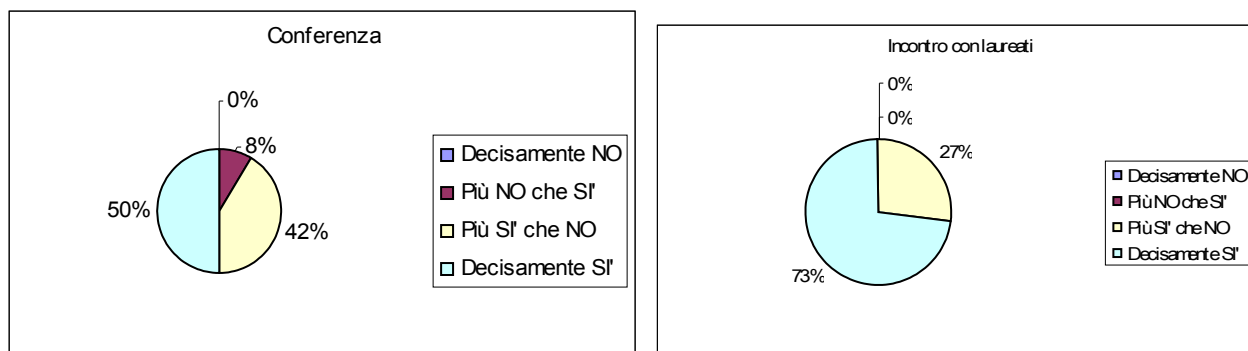 Conferenza
0%
8%
50%
42%
Decisamente NO
Più NO che SI'
Più SI' che NO
Decisamente SI'
Incontro con laureati
0%
0%
27%
73%
Decisamente NO
Più NO che SI'
Più SI' che NO
Decisamente SI'